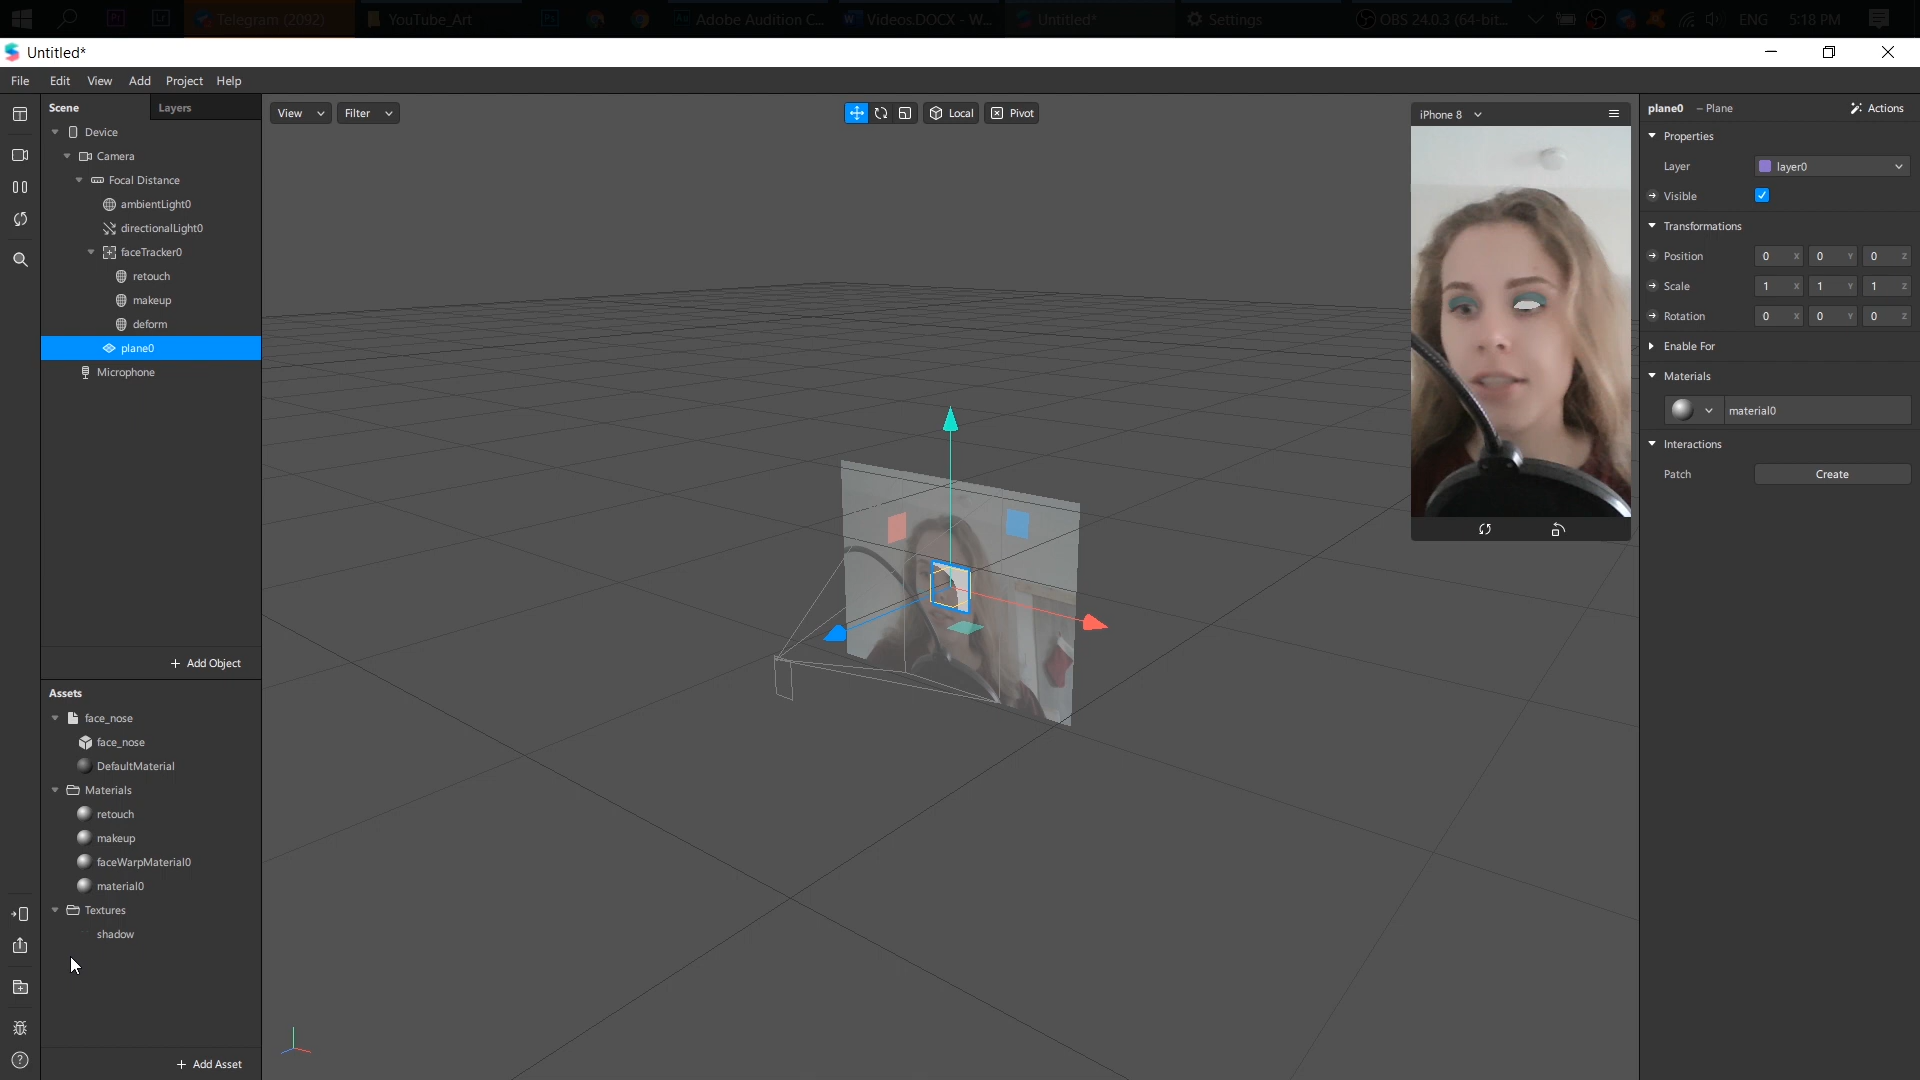 Telegram (2092)
YouTube_Art
Adobe Audition C...
Videos.DOCX - W...
Untitled*
Settings
OBS 24.0.3 (64-bit...
ENG
5:18 PM
Untitled*
File Edit View Add Project Help
Scene
Layers
Device
Camera
Focal Distance
ambientLight0
directionalLight0
faceTracker0
retouch
makeup
deform
plane0
Microphone
+ Add Object
Assets
face_nose
face_nose
DefaultMaterial
Materials
retouch
makeup
faceWarpMaterial0
material0
Textures
shadow
+ Add Asset
View
Filter
Local
Pivot
iPhone 8
plane0 – Plane
Actions
Properties
Layer layer0
Visible
Transformations
Position 0 X 0 Y 0 Z
Scale 1 X 1 Y 1 Z
Rotation 0 X 0 Y 0 Z
Enable For
Materials
material0
Interactions
Patch Create